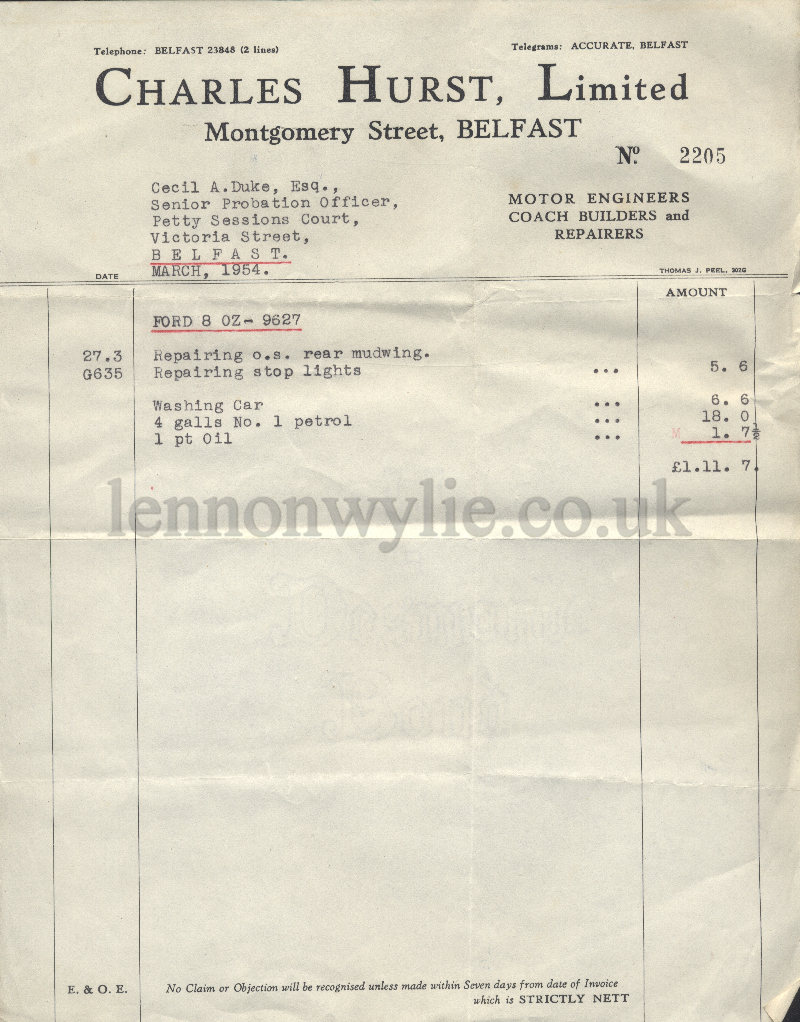 Telephone: BELFAST 23848 (2 lines) Telegrams: ACCURATE, BELFAST
CHARLES HURST, Limited
Montgomery Street, BELFAST
No. 2205
Cecil A.Duke, Esq.,
Senior Probation Officer,
Petty Sessions Court,
Victoria Street,
B E L F A S T.
MARCH, 1954.
MOTOR ENGINEERS
COACH BUILDERS and
REPAIRERS
DATE
THOMAS J. PEEL, 302G
AMOUNT
FORD 8 OZ- 9627
27.3 Repairing o.s. rear mudwing.
G635 Repairing stop lights ... 5. 6
Washing Car ... 6. 6
4 galls No. 1 petrol ... 18. 0
1 pt Oil ... M 1. 7½
£1.11. 7.
lennonwylie.co.uk
E. & O. E. No Claim or Objection will be recognised unless made within Seven days from date of Invoice
which is STRICTLY NETT